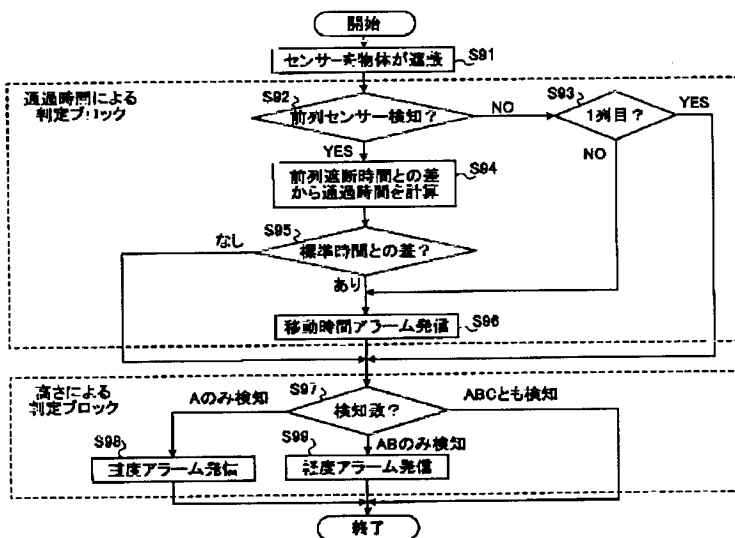 開始
センサーを物体が遮蔽
S91
通過時間による
判定ブロック
S92
前列センサー検知？
NO
S93
1列目？
YES
YES
NO
前列遮断時間との差
から通過時間を計算
S94
なし
S95
標準時間との差？
あり
移動時間アラーム発信
S96
高さによる
判定ブロック
Aのみ検知
S97
検知数？
ABCとも検知
S98
重度アラーム発信
S99
ABのみ検知
軽度アラーム発信
終了